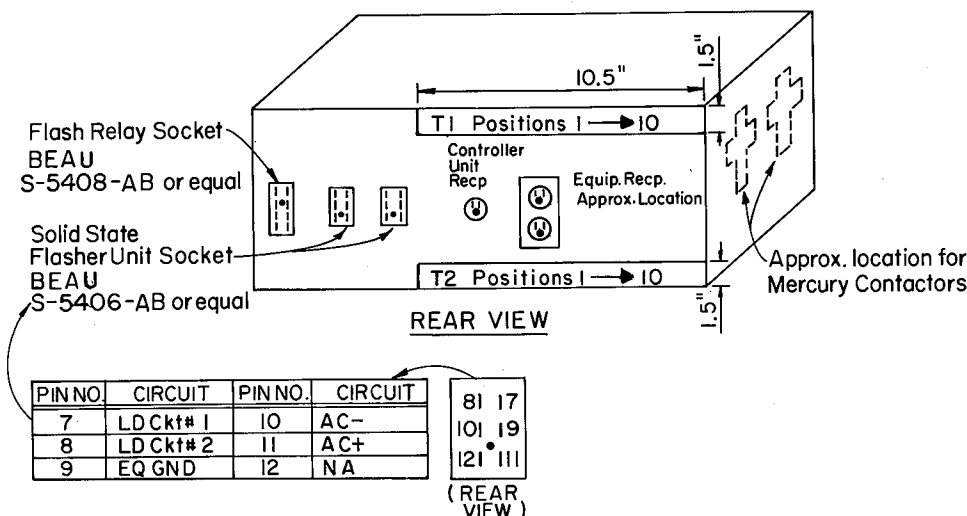 10.5"
1.5"
T1 Positions 1 → 10
Flash Relay Socket
BEAU
S-5408-AB or equal
Controller
Unit
Recp
Equip. Recp.
Approx. Location
Solid State
Flasher Unit Socket
BEAU
S-5406-AB or equal
T2 Positions 1 → 10
Approx. location for
Mercury Contactors
1.5"
REAR VIEW
PIN NO. CIRCUIT PIN NO. CIRCUIT
7 LD Ckt# 1 10 AC-
8 LD Ckt# 2 11 AC+
9 EQ GND 12 NA
81 17
101 19
121 111
(REAR
VIEW)